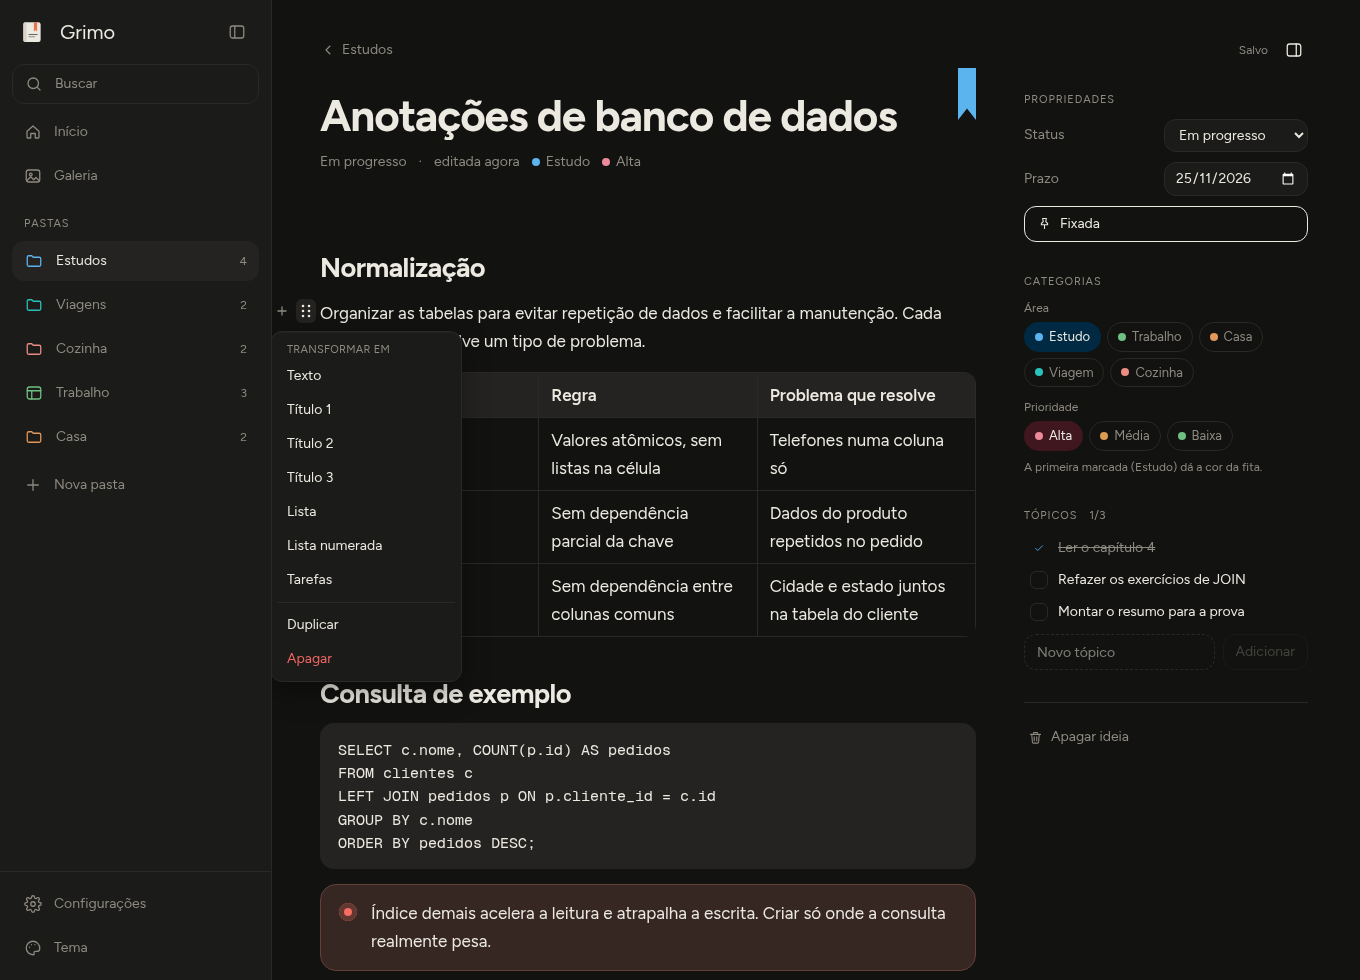 Grimo
Buscar
Início
Galeria
PASTAS
Estudos 4
Viagens 2
Cozinha 2
Trabalho 3
Casa 2
Nova pasta
Configurações
Tema
Estudos
Anotações de banco de dados
Em progresso · editada agora Estudo Alta
Normalização
Organizar as tabelas para evitar repetição de dados e facilitar a manutenção. Cada
ve um tipo de problema.
TRANSFORMAR EM
Texto
Título 1
Título 2
Título 3
Lista
Lista numerada
Tarefas
Duplicar
Apagar
Regra
Problema que resolve
Valores atômicos, sem
listas na célula
Telefones numa coluna
só
Sem dependência
parcial da chave
Dados do produto
repetidos no pedido
Sem dependência entre
colunas comuns
Cidade e estado juntos
na tabela do cliente
Consulta de exemplo
SELECT c.nome, COUNT(p.id) AS pedidos
FROM clientes c
LEFT JOIN pedidos p ON p.cliente_id = c.id
GROUP BY c.nome
ORDER BY pedidos DESC;
Índice demais acelera a leitura e atrapalha a escrita. Criar só onde a consulta
realmente pesa.
Salvo
PROPRIEDADES
Status Em progresso
Prazo 25/11/2026
Fixada
CATEGORIAS
Área
Estudo Trabalho Casa
Viagem Cozinha
Prioridade
Alta Média Baixa
A primeira marcada (Estudo) dá a cor da fita.
TÓPICOS 1/3
Ler o capítulo 4
Refazer os exercícios de JOIN
Montar o resumo para a prova
Novo tópico Adicionar
Apagar ideia